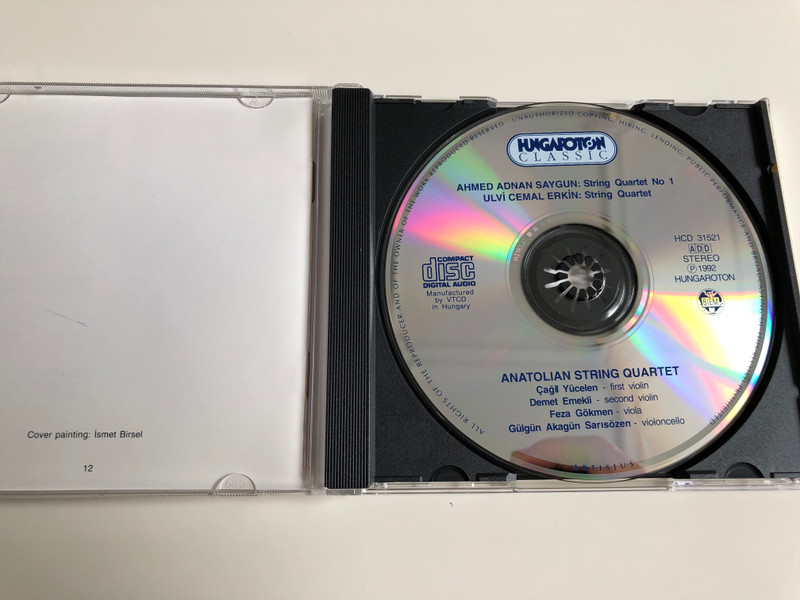 Cover painting: İsmet Birsel
12
ALL RIGHTS OF THE REPRODUCER AND OF THE OWNER OF THE WORK REPRODUCED RESERVED · UNAUTHORIZED COPYING, HIRING, LENDING, PUBLIC PERFORMANCE AND
HUNGAROTON
CLASSIC
AHMED ADNAN SAYGUN: String Quartet No 1
ULVİ CEMAL ERKİN: String Quartet
HCD 31521
ADD
STEREO
Ⓟ1992
HUNGAROTON
COMPACT
disc
DIGITAL AUDIO
Manufactured
by VTCD
in Hungary
ANATOLIAN STRING QUARTET
Çağıl Yücelen - first violin
Demet Emekli - second violin
Feza Gökmen - viola
Gülgün Akagün Sarısözen - violoncello
ARTISJUS